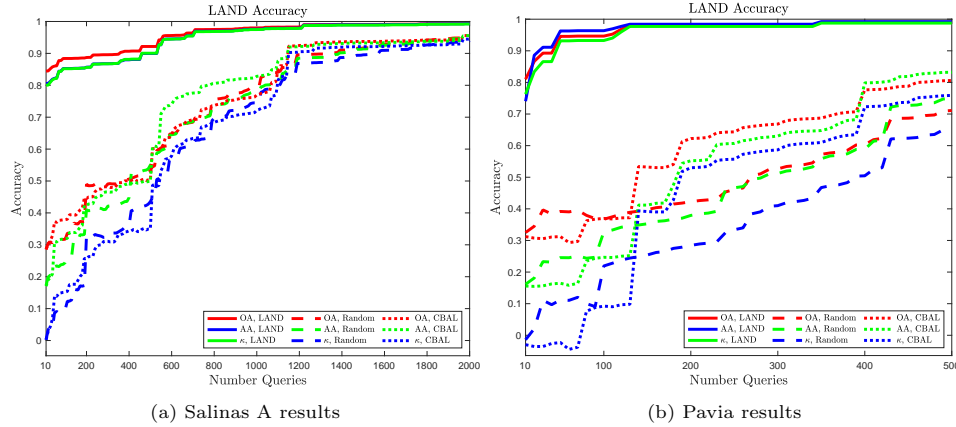 LAND Accuracy
Accuracy
1
0.9
0.8
0.7
0.6
0.5
0.4
0.3
0.2
0.1
0
OA, LAND OA, Random OA, CBAL
AA, LAND AA, Random AA, CBAL
κ, LAND κ, Random κ, CBAL
10 200 400 600 800 1000 1200 1400 1600 1800 2000
Number Queries
(a) Salinas A results
LAND Accuracy
Accuracy
1
0.9
0.8
0.7
0.6
0.5
0.4
0.3
0.2
0.1
0
OA, LAND OA, Random OA, CBAL
AA, LAND AA, Random AA, CBAL
κ, LAND κ, Random κ, CBAL
10 100 200 300 400 500
Number Queries
(b) Pavia results